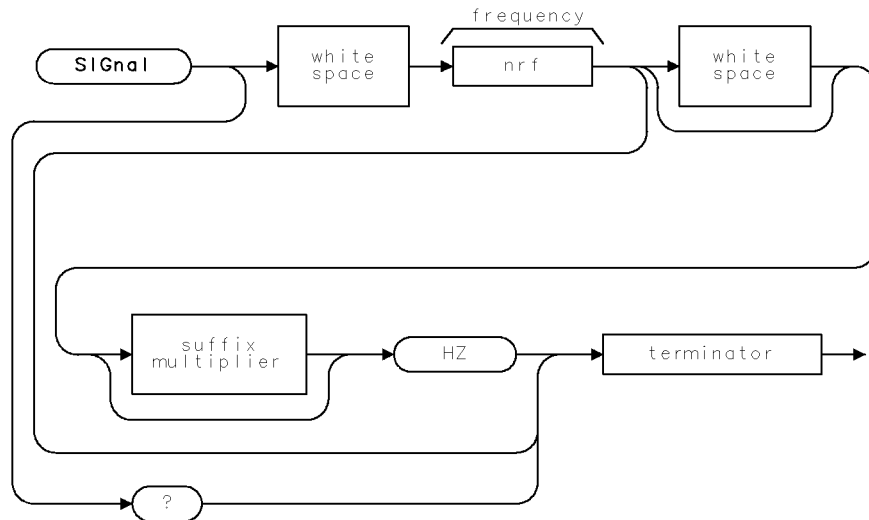 frequency
SIGnal
white
space
nrf
white
space
suffix
multiplier
HZ
terminator
?